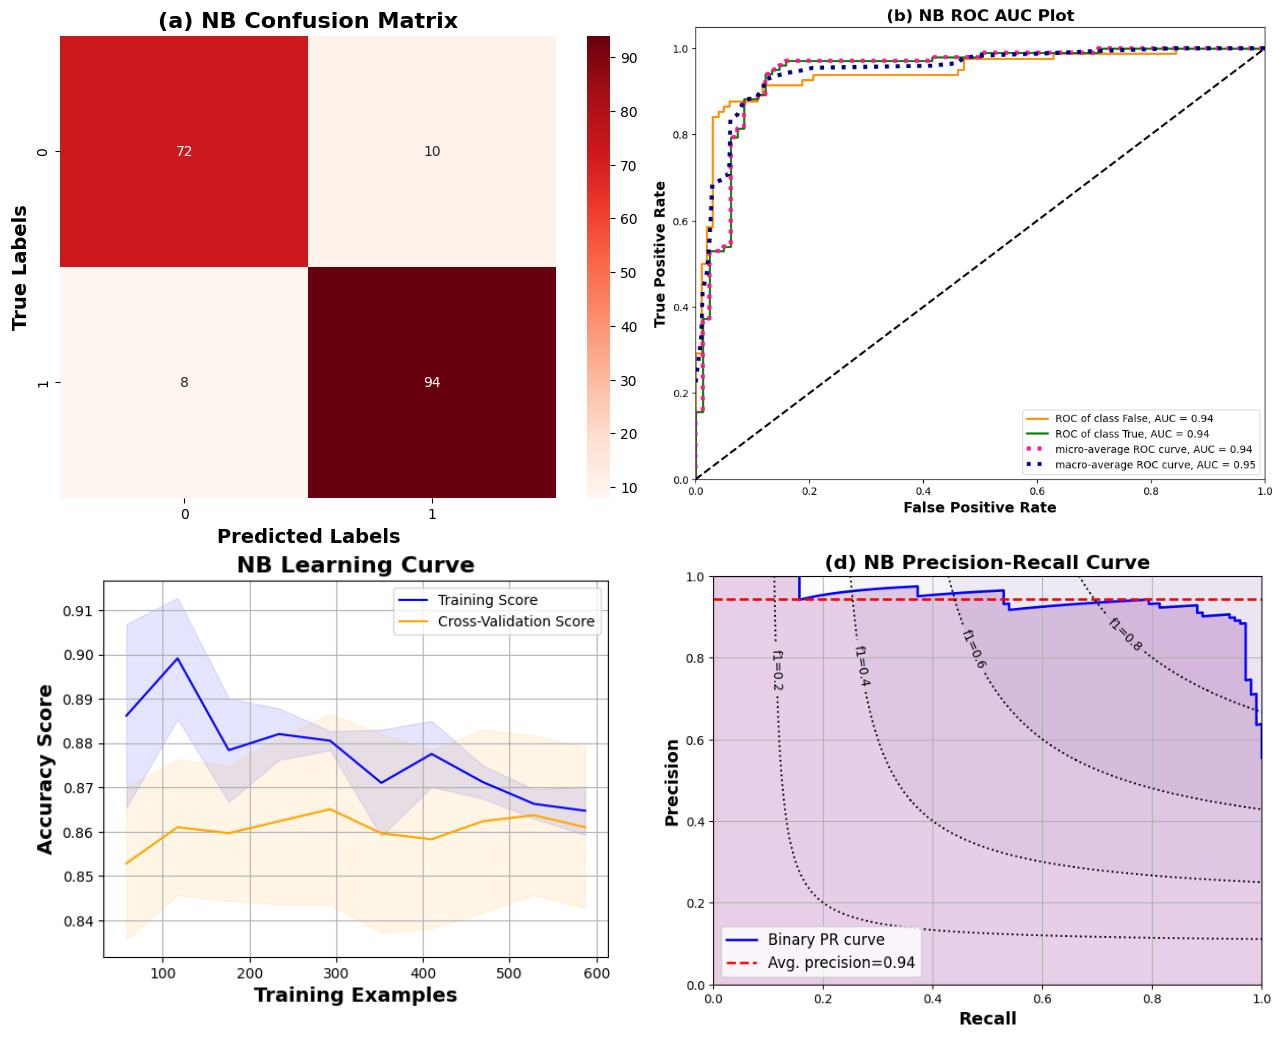 (a) NB Confusion Matrix
True Labels
0
1
72
10
8
94
0
1
Predicted Labels
90
80
70
60
50
40
30
20
10
(b) NB ROC AUC Plot
True Positive Rate
1.0
0.8
0.6
0.4
0.2
0.0
ROC of class False, AUC = 0.94
ROC of class True, AUC = 0.94
micro-average ROC curve, AUC = 0.94
macro-average ROC curve, AUC = 0.95
0.0
0.2
0.4
0.6
0.8
1.0
False Positive Rate
NB Learning Curve
Accuracy Score
0.91
0.90
0.89
0.88
0.87
0.86
0.85
0.84
Training Score
Cross-Validation Score
100
200
300
400
500
600
Training Examples
(d) NB Precision-Recall Curve
Precision
1.0
0.8
0.6
0.4
0.2
0.0
f1=0.2
f1=0.4
f1=0.6
f1=0.8
Binary PR curve
Avg. precision=0.94
0.0
0.2
0.4
0.6
0.8
1.0
Recall